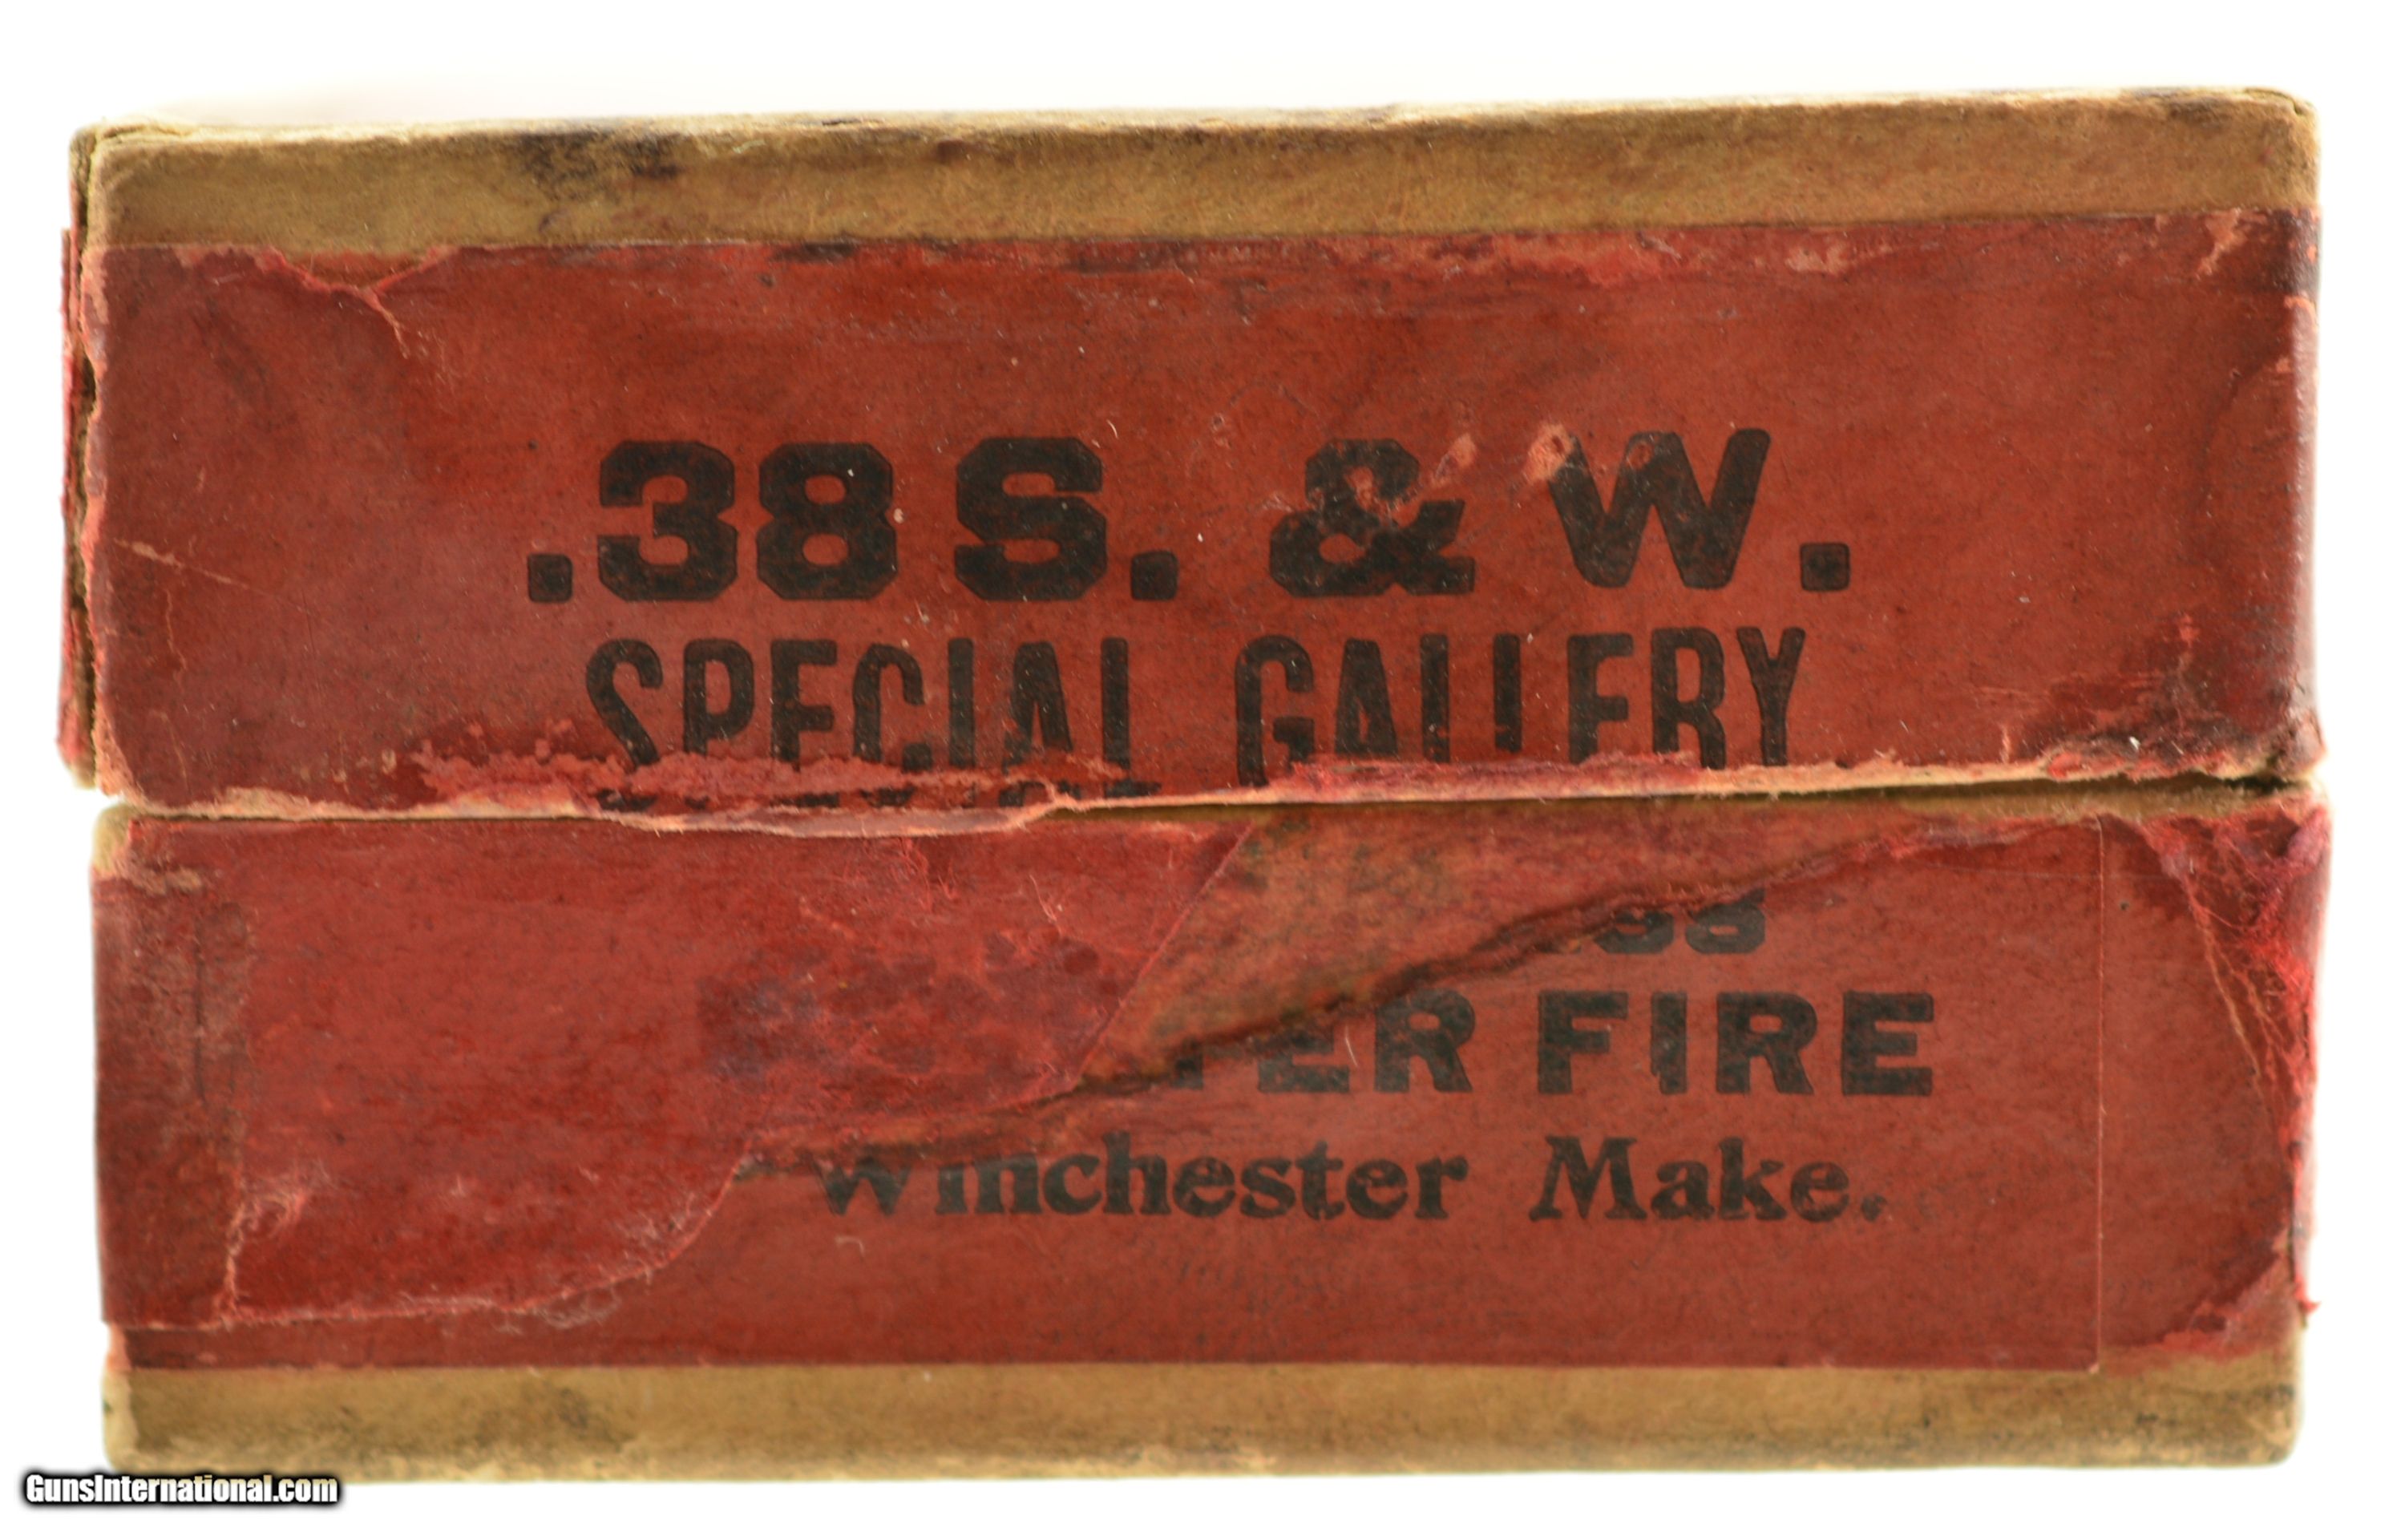 .38 S. & W.
SPECIAL GALLERY
FIRE
Winchester Make.
GunsInternational.com